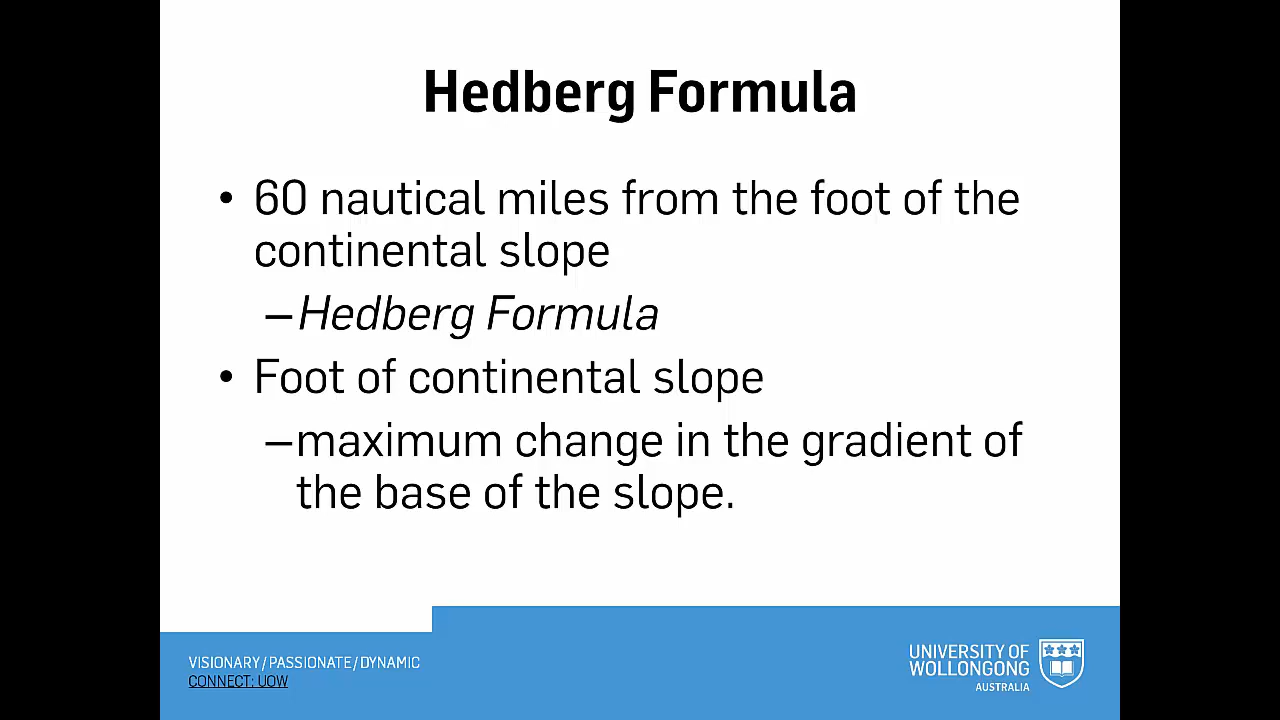 Hedberg Formula
• 60 nautical miles from the foot of the
continental slope
–Hedberg Formula
• Foot of continental slope
–maximum change in the gradient of
the base of the slope.
VISIONARY/PASSIONATE/DYNAMIC
CONNECT: UOW
UNIVERSITY OF
WOLLONGONG
AUSTRALIA